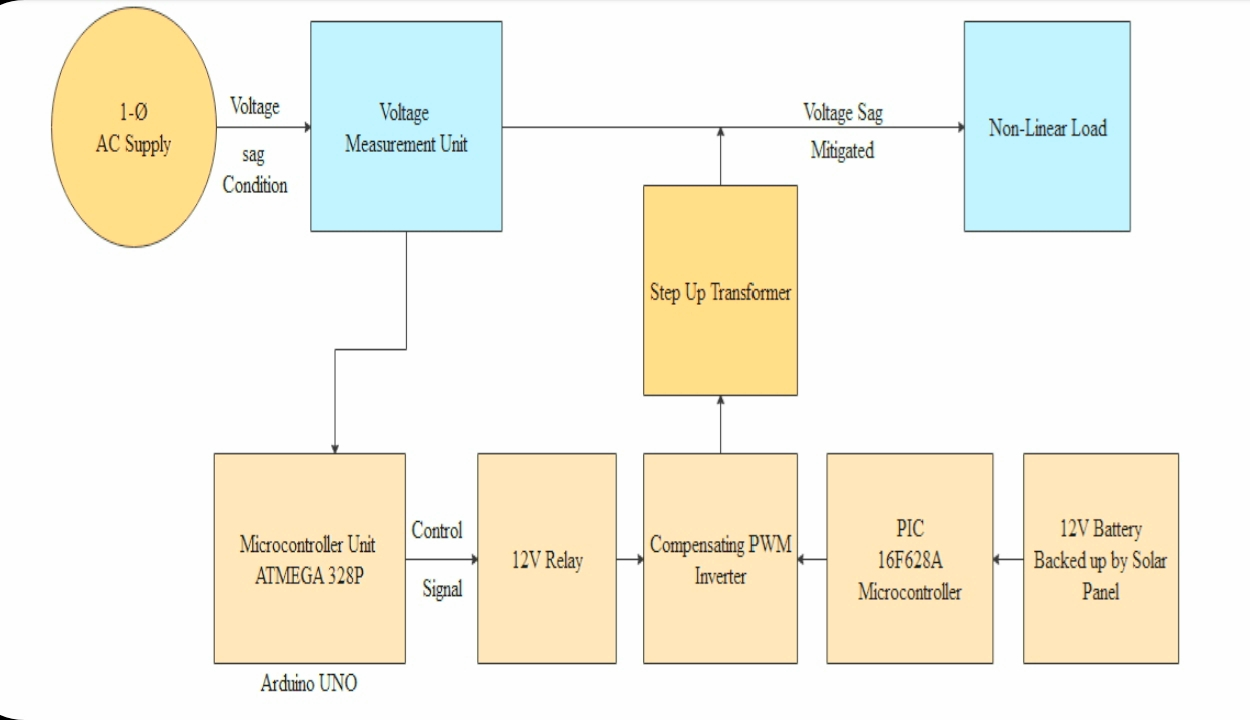 1-Ø
AC Supply
Voltage
sag
Condition
Voltage
Measurement Unit
Voltage Sag
Mitigated
Non-Linear Load
Step Up Transformer
Microcontroller Unit
ATMEGA 328P
Arduino UNO
Control
Signal
12V Relay
Compensating PWM
Inverter
PIC
16F628A
Microcontroller
12V Battery
Backed up by Solar
Panel